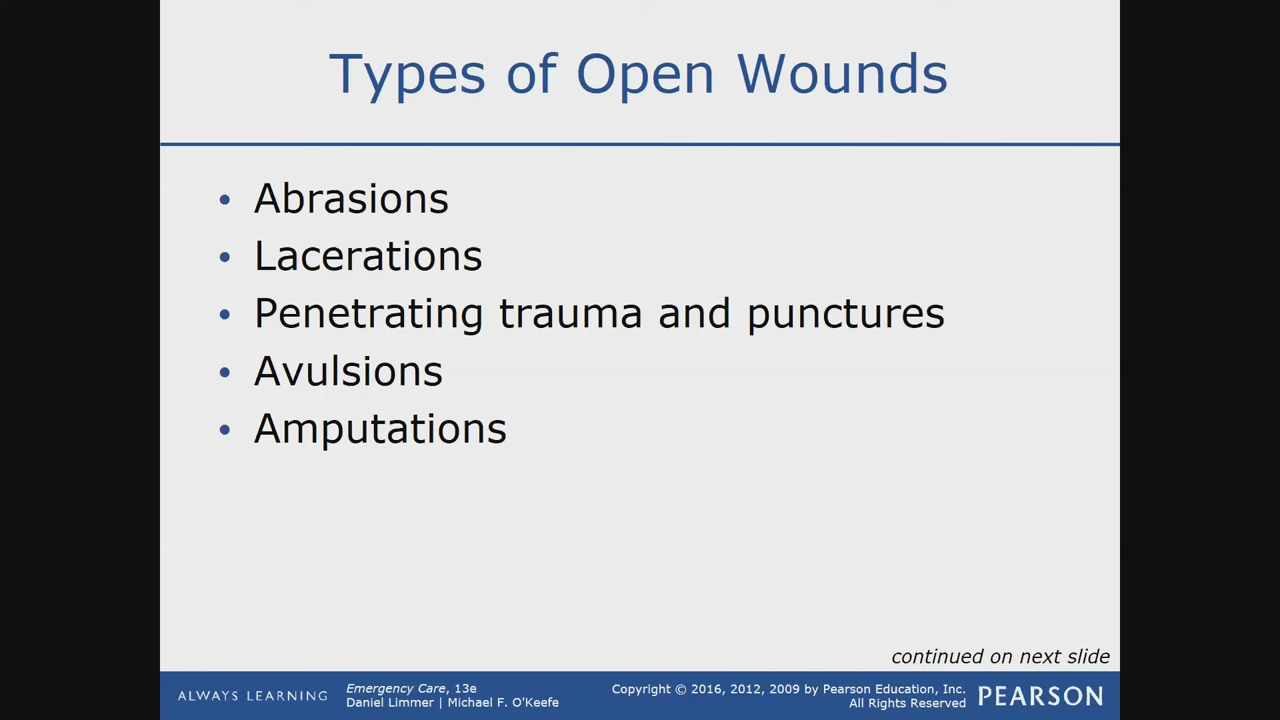 Types of Open Wounds
• Abrasions
• Lacerations
• Penetrating trauma and punctures
• Avulsions
• Amputations
continued on next slide
ALWAYS LEARNING
Emergency Care, 13e
Daniel Limmer | Michael F. O'Keefe
Copyright © 2016, 2012, 2009 by Pearson Education, Inc.
All Rights Reserved
PEARSON